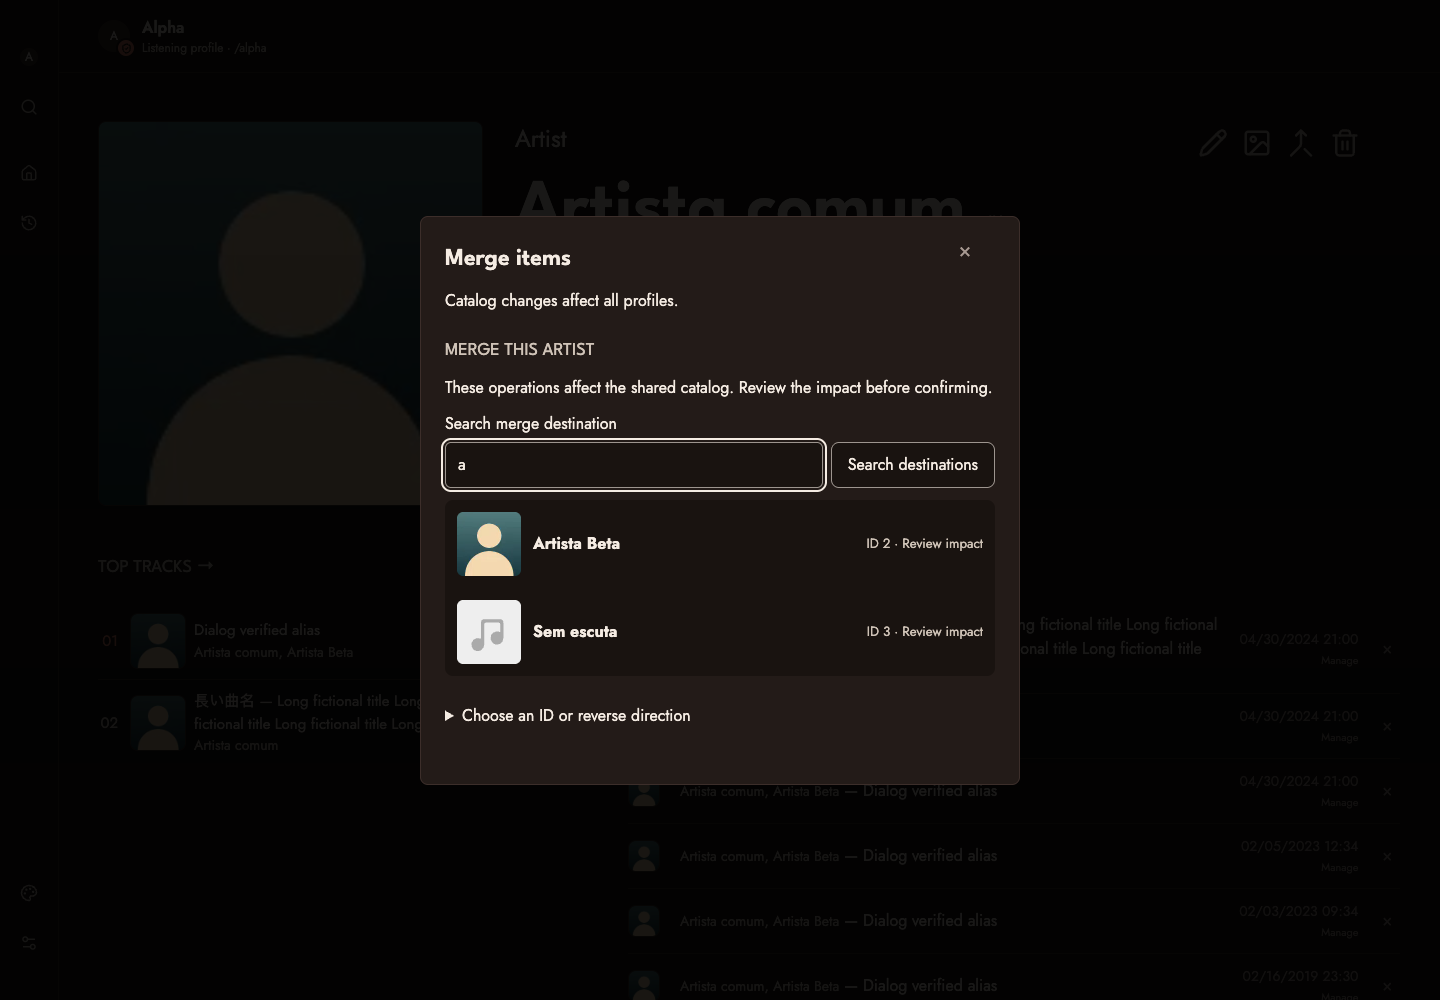 A
A
Alpha
Listening profile · /alpha
Artist
Artista comum
Merge items
×
Catalog changes affect all profiles.
MERGE THIS ARTIST
These operations affect the shared catalog. Review the impact before confirming.
Search merge destination
a
Search destinations
Artista Beta
ID 2 · Review impact
Sem escuta
ID 3 · Review impact
▶ Choose an ID or reverse direction
TOP TRACKS →
01
Dialog verified alias
Artista comum, Artista Beta
02
長い曲名 — Long fictional title Long
fictional title Long fictional title Long
Artista comum
fictional title Long fictional
title Long fictional title
04/30/2024 21:00
Manage
×
04/30/2024 21:00
Manage
×
Artista comum, Artista Beta — Dialog verified alias
04/30/2024 21:00
Manage
×
Artista comum, Artista Beta — Dialog verified alias
02/05/2023 12:34
Manage
×
Artista comum, Artista Beta — Dialog verified alias
02/03/2023 09:34
Manage
×
Artista comum, Artista Beta — Dialog verified alias
02/16/2019 23:30
Manage
×